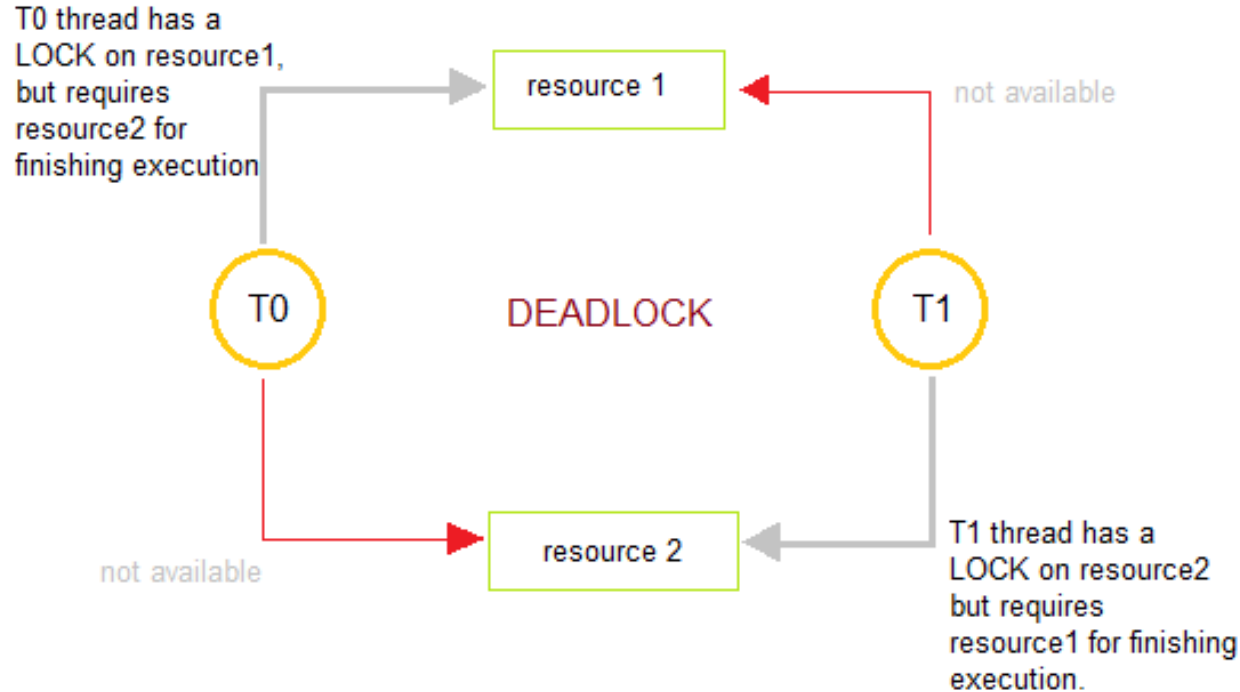 T0 thread has a
LOCK on resource1,
but requires
resource2 for
finishing execution
resource 1
not available
T0
DEADLOCK
T1
not available
resource 2
T1 thread has a
LOCK on resource2
but requires
resource1 for finishing
execution.